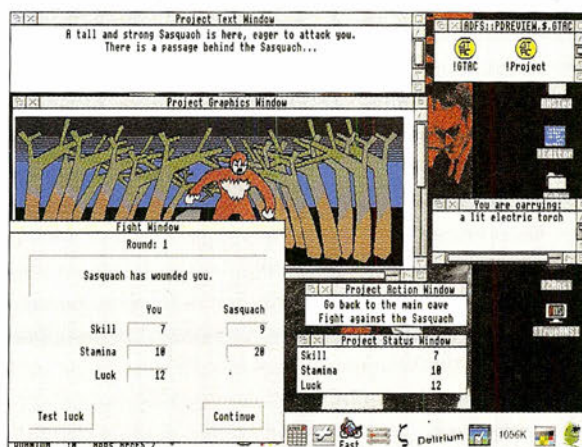 Project Text Window
A tall and strong Sasquach is here, eager to attack you.
There is a passage behind the Sasquach...
ADFS::PDREVIEW.$.GTAC
!GTAC
!Project
Project Graphics Window
You are carrying:
a lit electric torch
Fight Window
Round: 1
Sasquach has wounded you.
You Sasquach
Skill 7 9
Stamina 10 20
Luck 12
Test luck
Continue
Project Action Window
Go back to the main cave
Fight against the Sasquach
Project Status Window
Skill 7
Stamina 10
Luck 12
Fast
Delirium
1056K